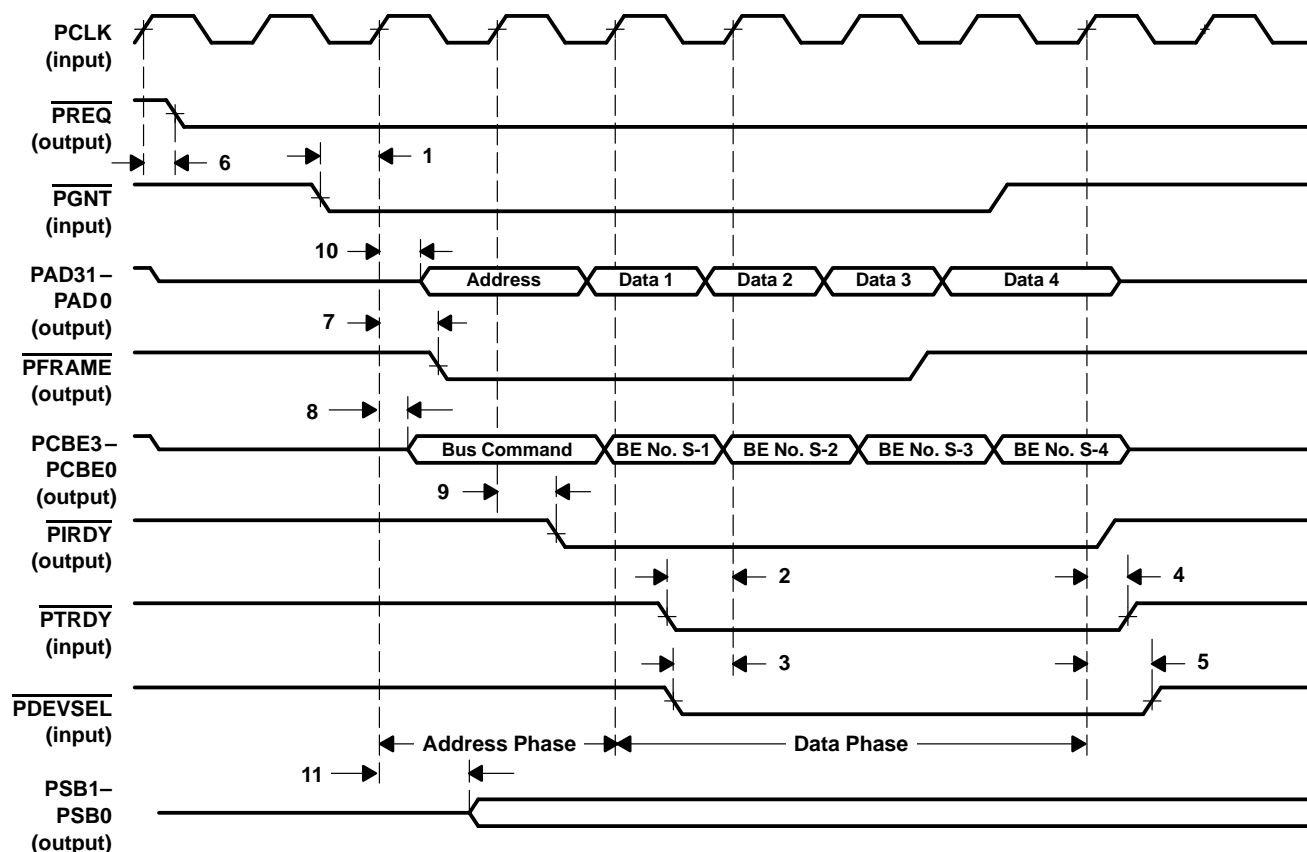 PCLK
(input)
PREQ
(output)
6
1
PGNT
(input)
10
PAD31–
PAD0
(output)
Address
Data 1
Data 2
Data 3
Data 4
7
PFRAME
(output)
8
PCBE3–
PCBE0
(output)
Bus Command
BE No. S-1
BE No. S-2
BE No. S-3
BE No. S-4
9
PIRDY
(output)
2
4
PTRDY
(input)
3
5
PDEVSEL
(input)
Address Phase
Data Phase
11
PSB1–
PSB0
(output)